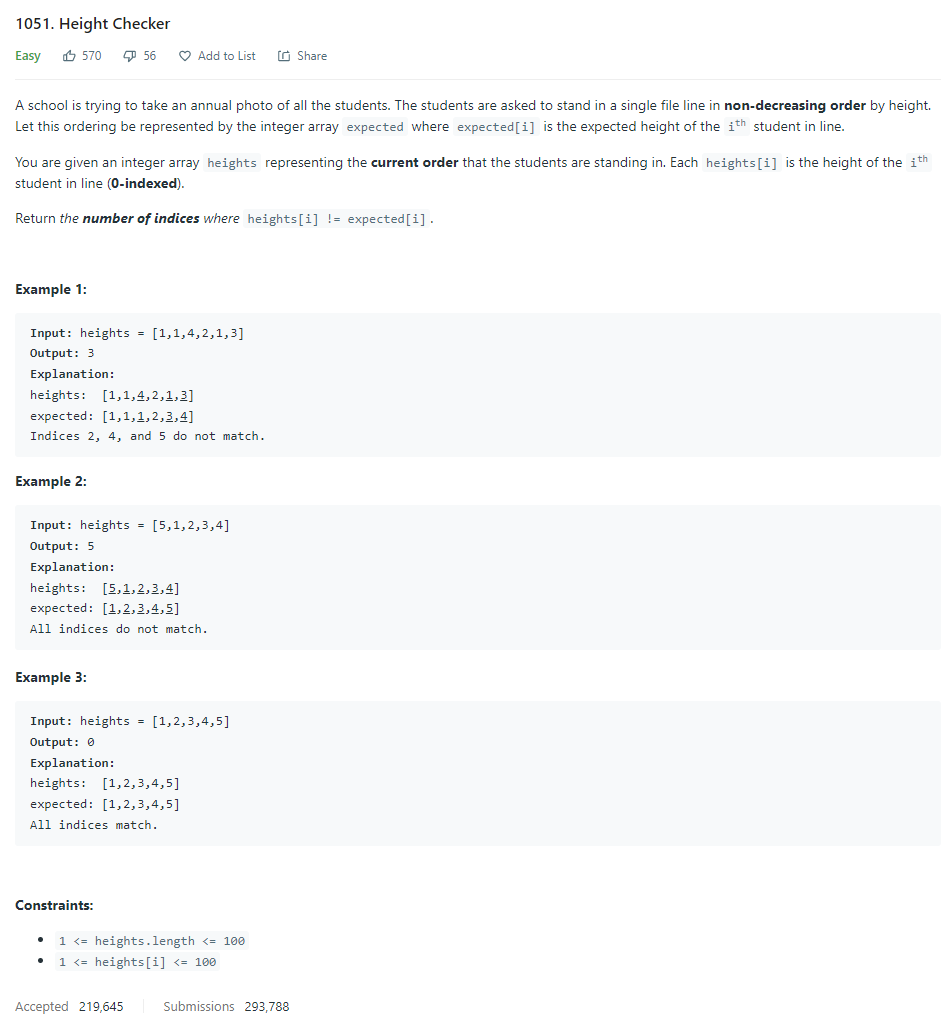 1051. Height Checker
Easy 570 56 Add to List Share
A school is trying to take an annual photo of all the students. The students are asked to stand in a single file line in non-decreasing order by height.
Let this ordering be represented by the integer array expected where expected[i] is the expected height of the ith student in line.
You are given an integer array heights representing the current order that the students are standing in. Each heights[i] is the height of the ith
student in line (0-indexed).
Return the number of indices where heights[i] != expected[i].
Example 1:
Input: heights = [1,1,4,2,1,3]
Output: 3
Explanation:
heights: [1,1,4,2,1,3]
expected: [1,1,1,2,3,4]
Indices 2, 4, and 5 do not match.
Example 2:
Input: heights = [5,1,2,3,4]
Output: 5
Explanation:
heights: [5,1,2,3,4]
expected: [1,2,3,4,5]
All indices do not match.
Example 3:
Input: heights = [1,2,3,4,5]
Output: 0
Explanation:
heights: [1,2,3,4,5]
expected: [1,2,3,4,5]
All indices match.
Constraints:
1 <= heights.length <= 100
1 <= heights[i] <= 100
Accepted 219,645 Submissions 293,788